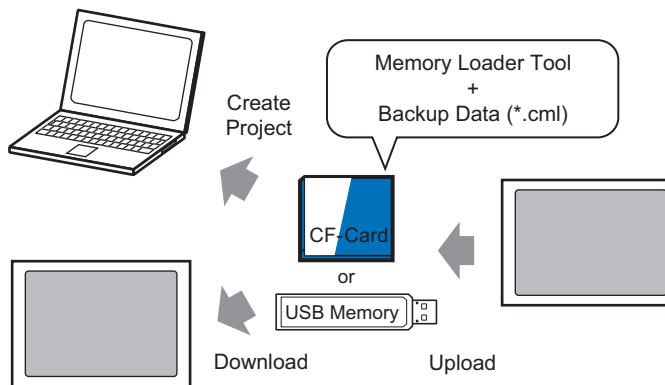 Memory Loader Tool
+
Backup Data (*.cml)
Create
Project
CF-Card
or
USB Memory
Download
Upload